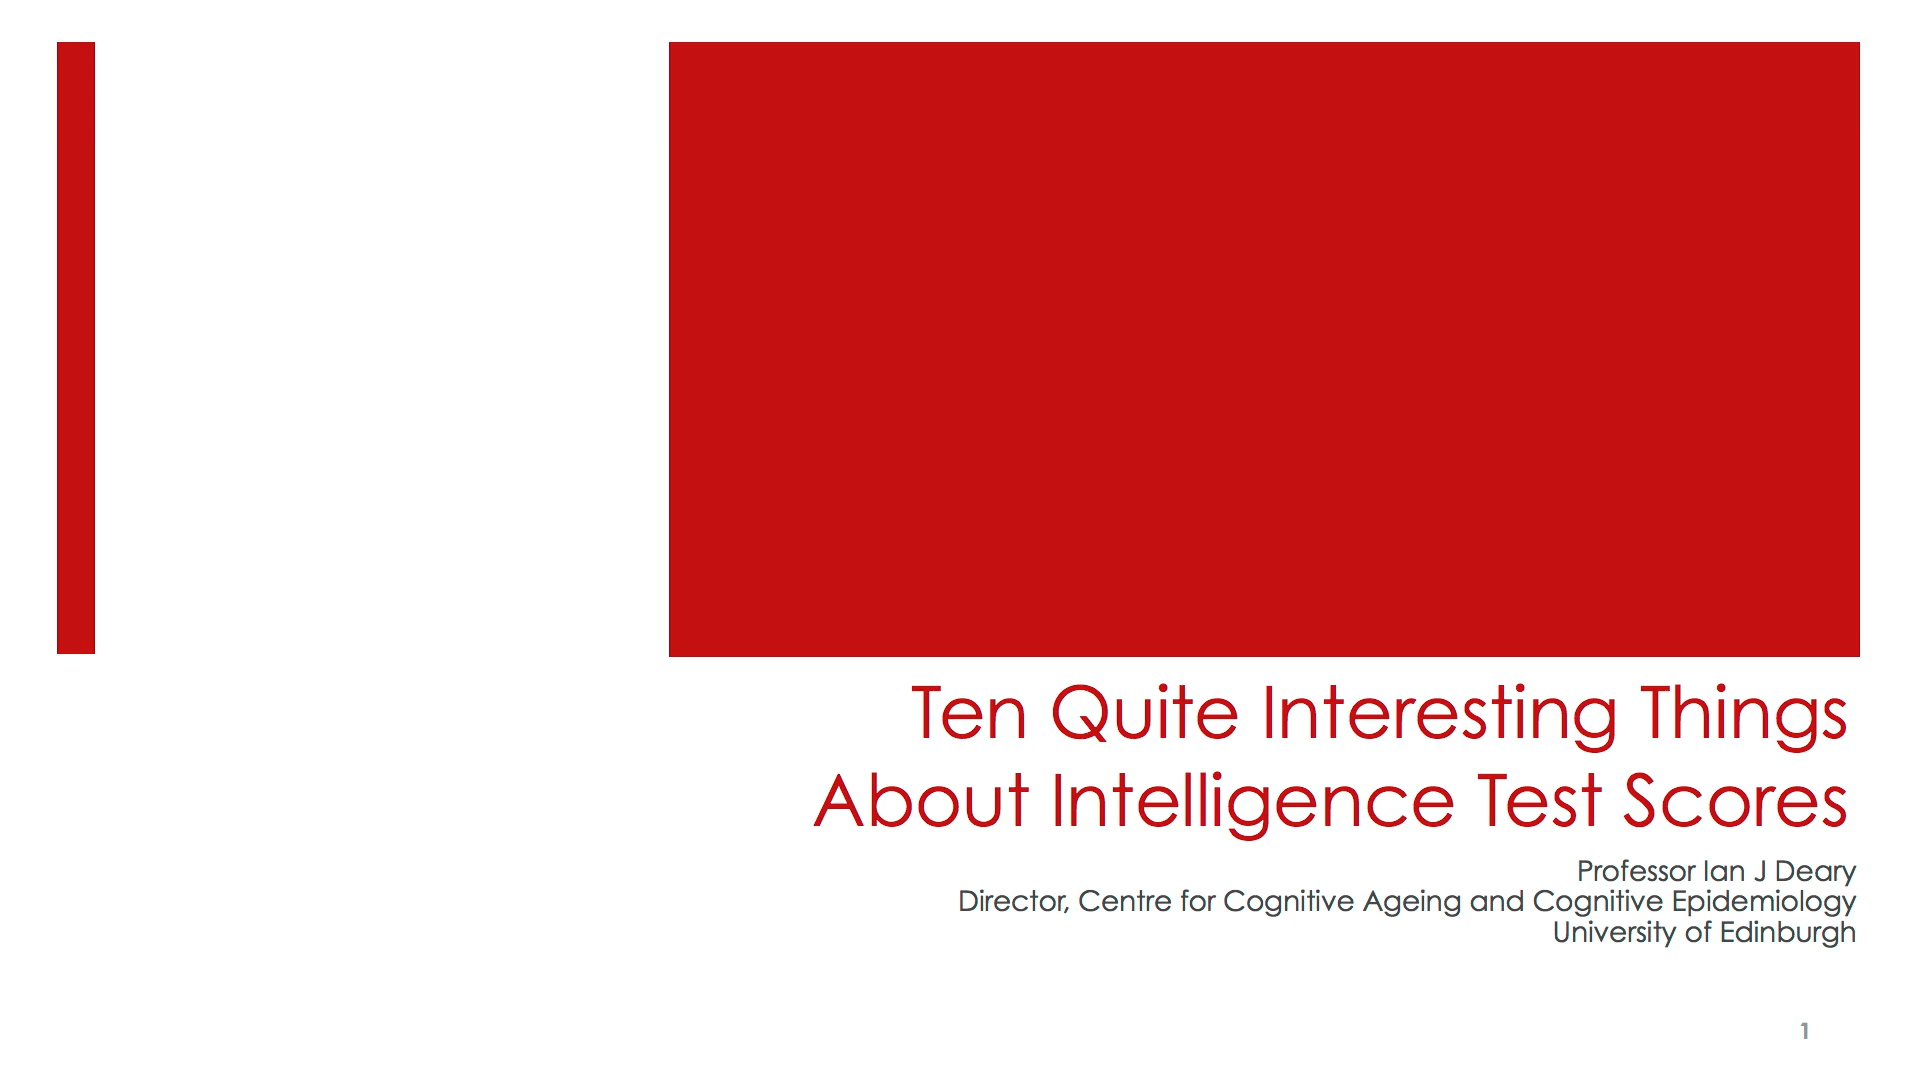 Ten Quite Interesting Things
About Intelligence Test Scores
Professor Ian J Deary
Director, Centre for Cognitive Ageing and Cognitive Epidemiology
University of Edinburgh
1